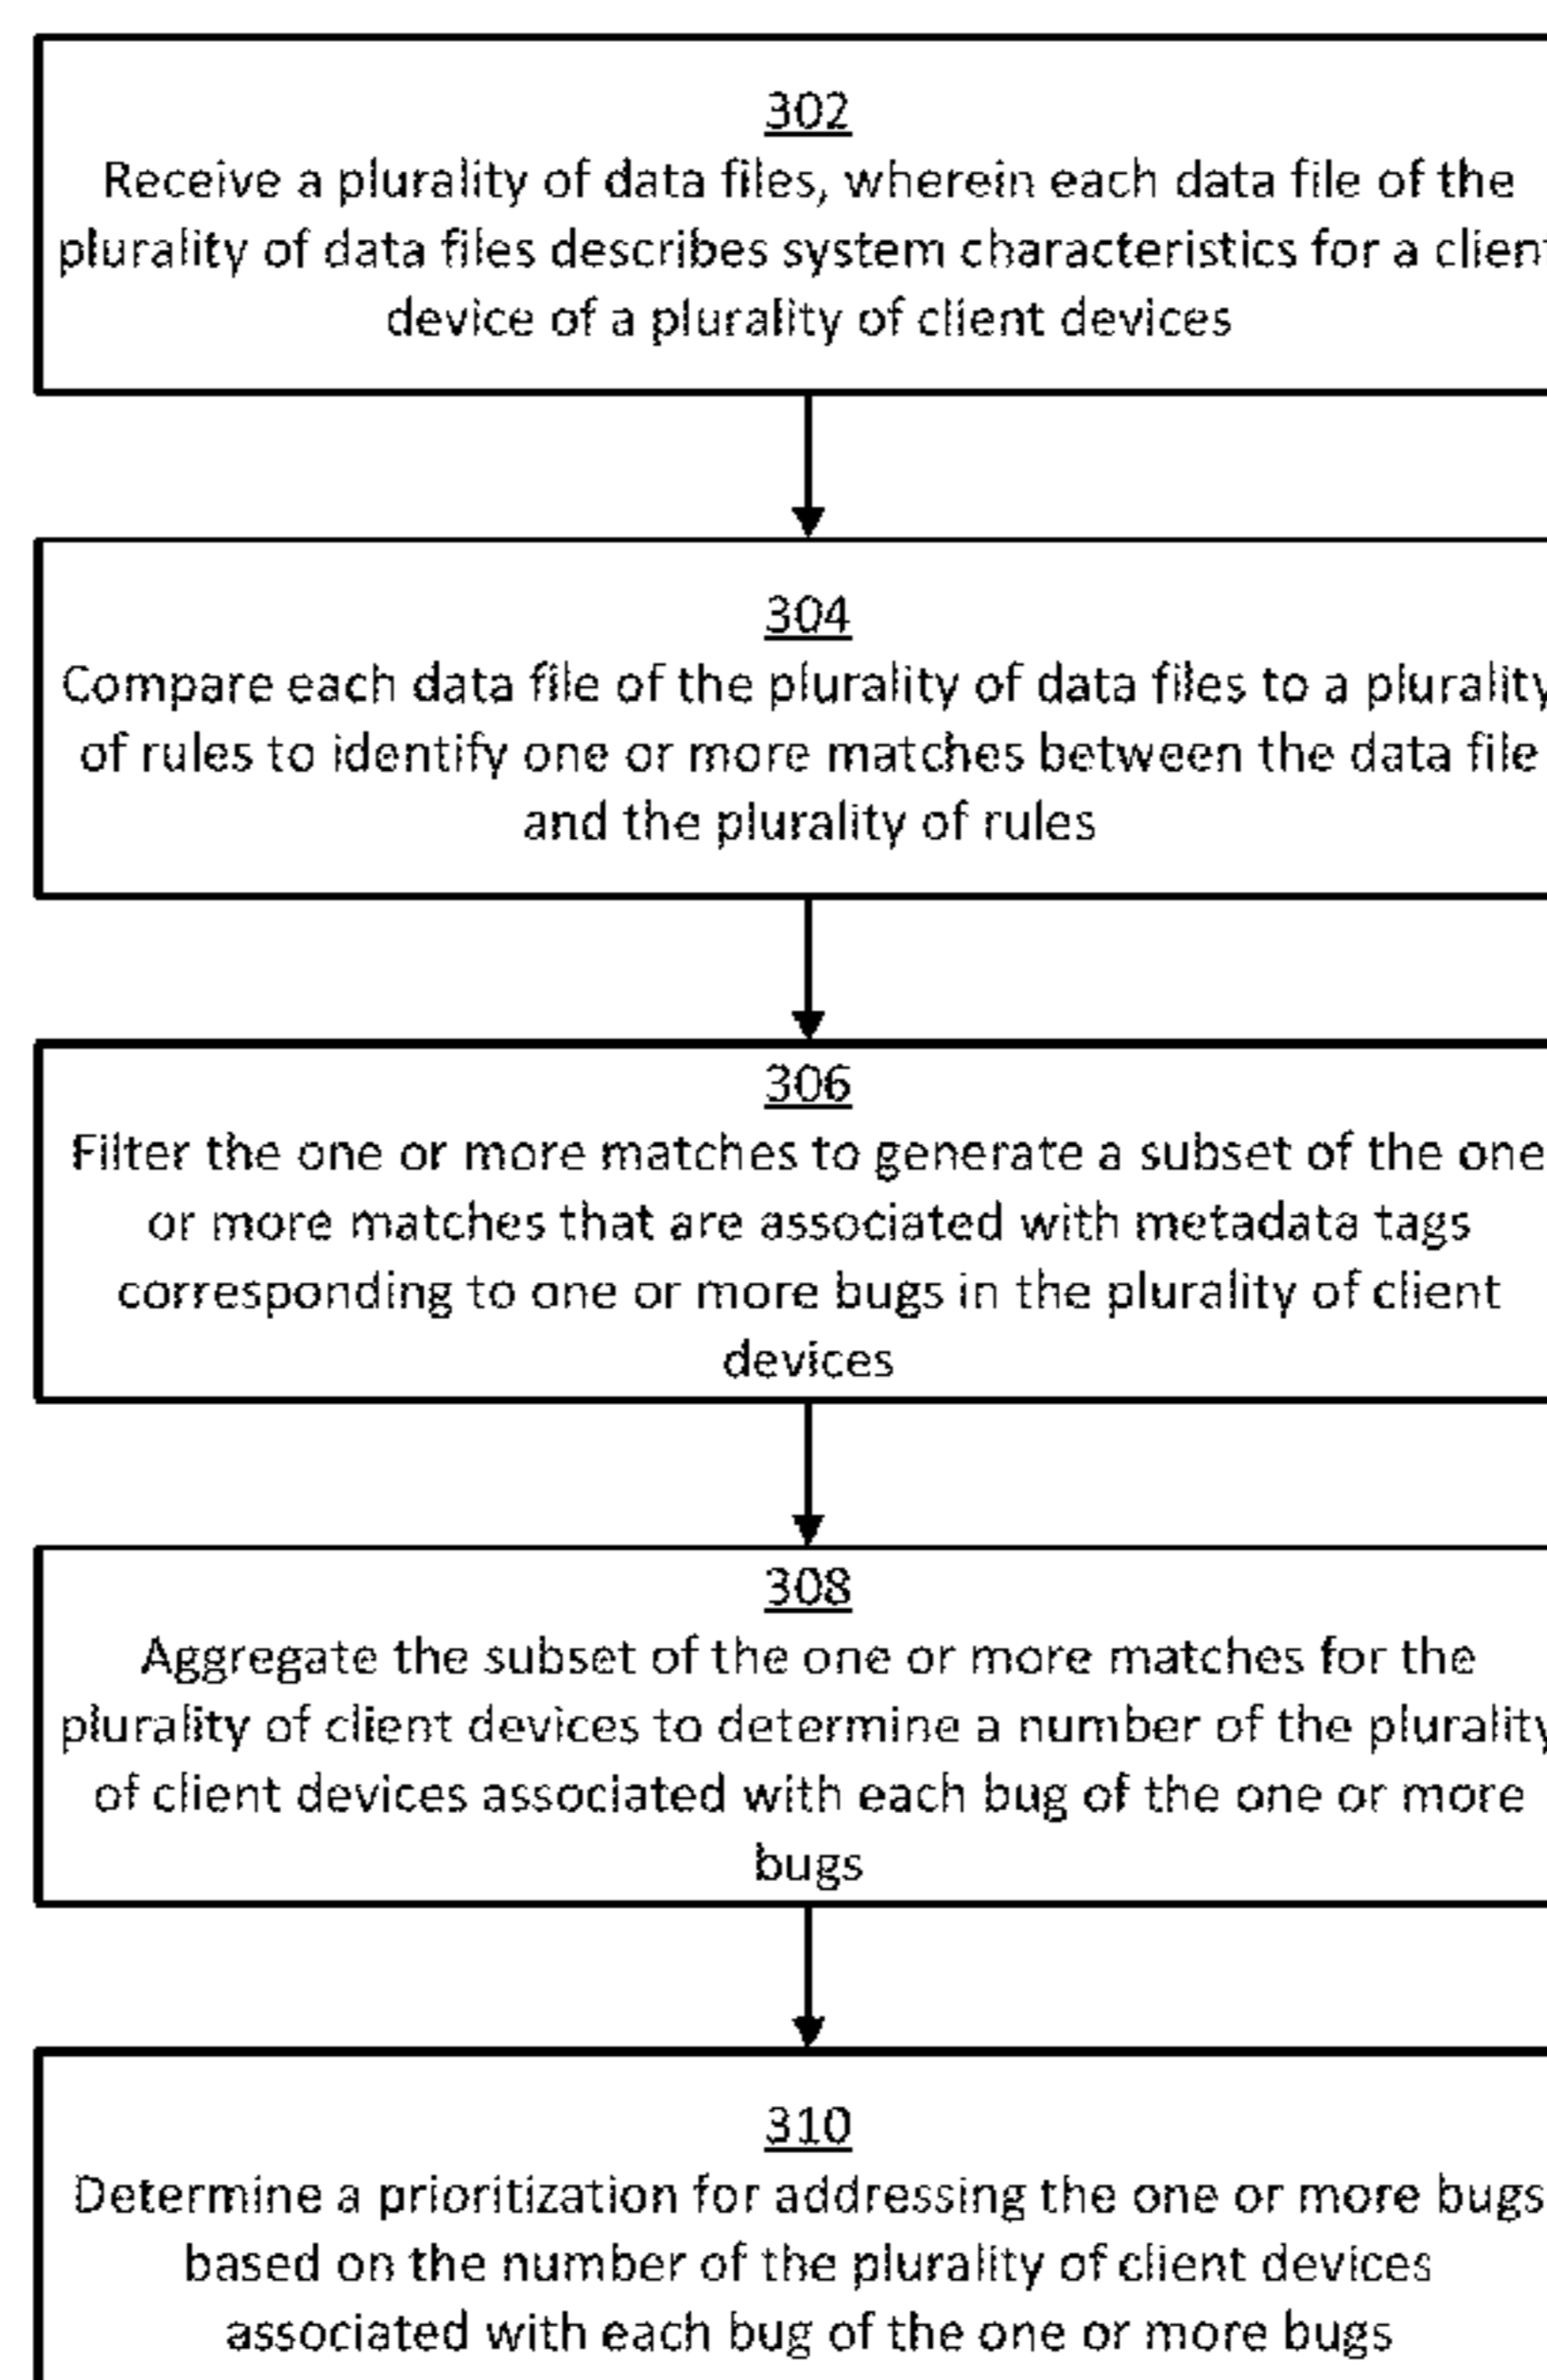 302
Receive a plurality of data files, wherein each data file of the
plurality of data files describes system characteristics for a client
device of a plurality of client devices
304
Compare each data file of the plurality of data files to a plurality
of rules to identify one or more matches between the data file
and the plurality of rules
306
Filter the one or more matches to generate a subset of the one
or more matches that are associated with metadata tags
corresponding to one or more bugs in the plurality of client
devices
308
Aggregate the subset of the one or more matches for the
plurality of client devices to determine a number of the plurality
of client devices associated with each bug of the one or more
bugs
310
Determine a prioritization for addressing the one or more bugs
based on the number of the plurality of client devices
associated with each bug of the one or more bugs